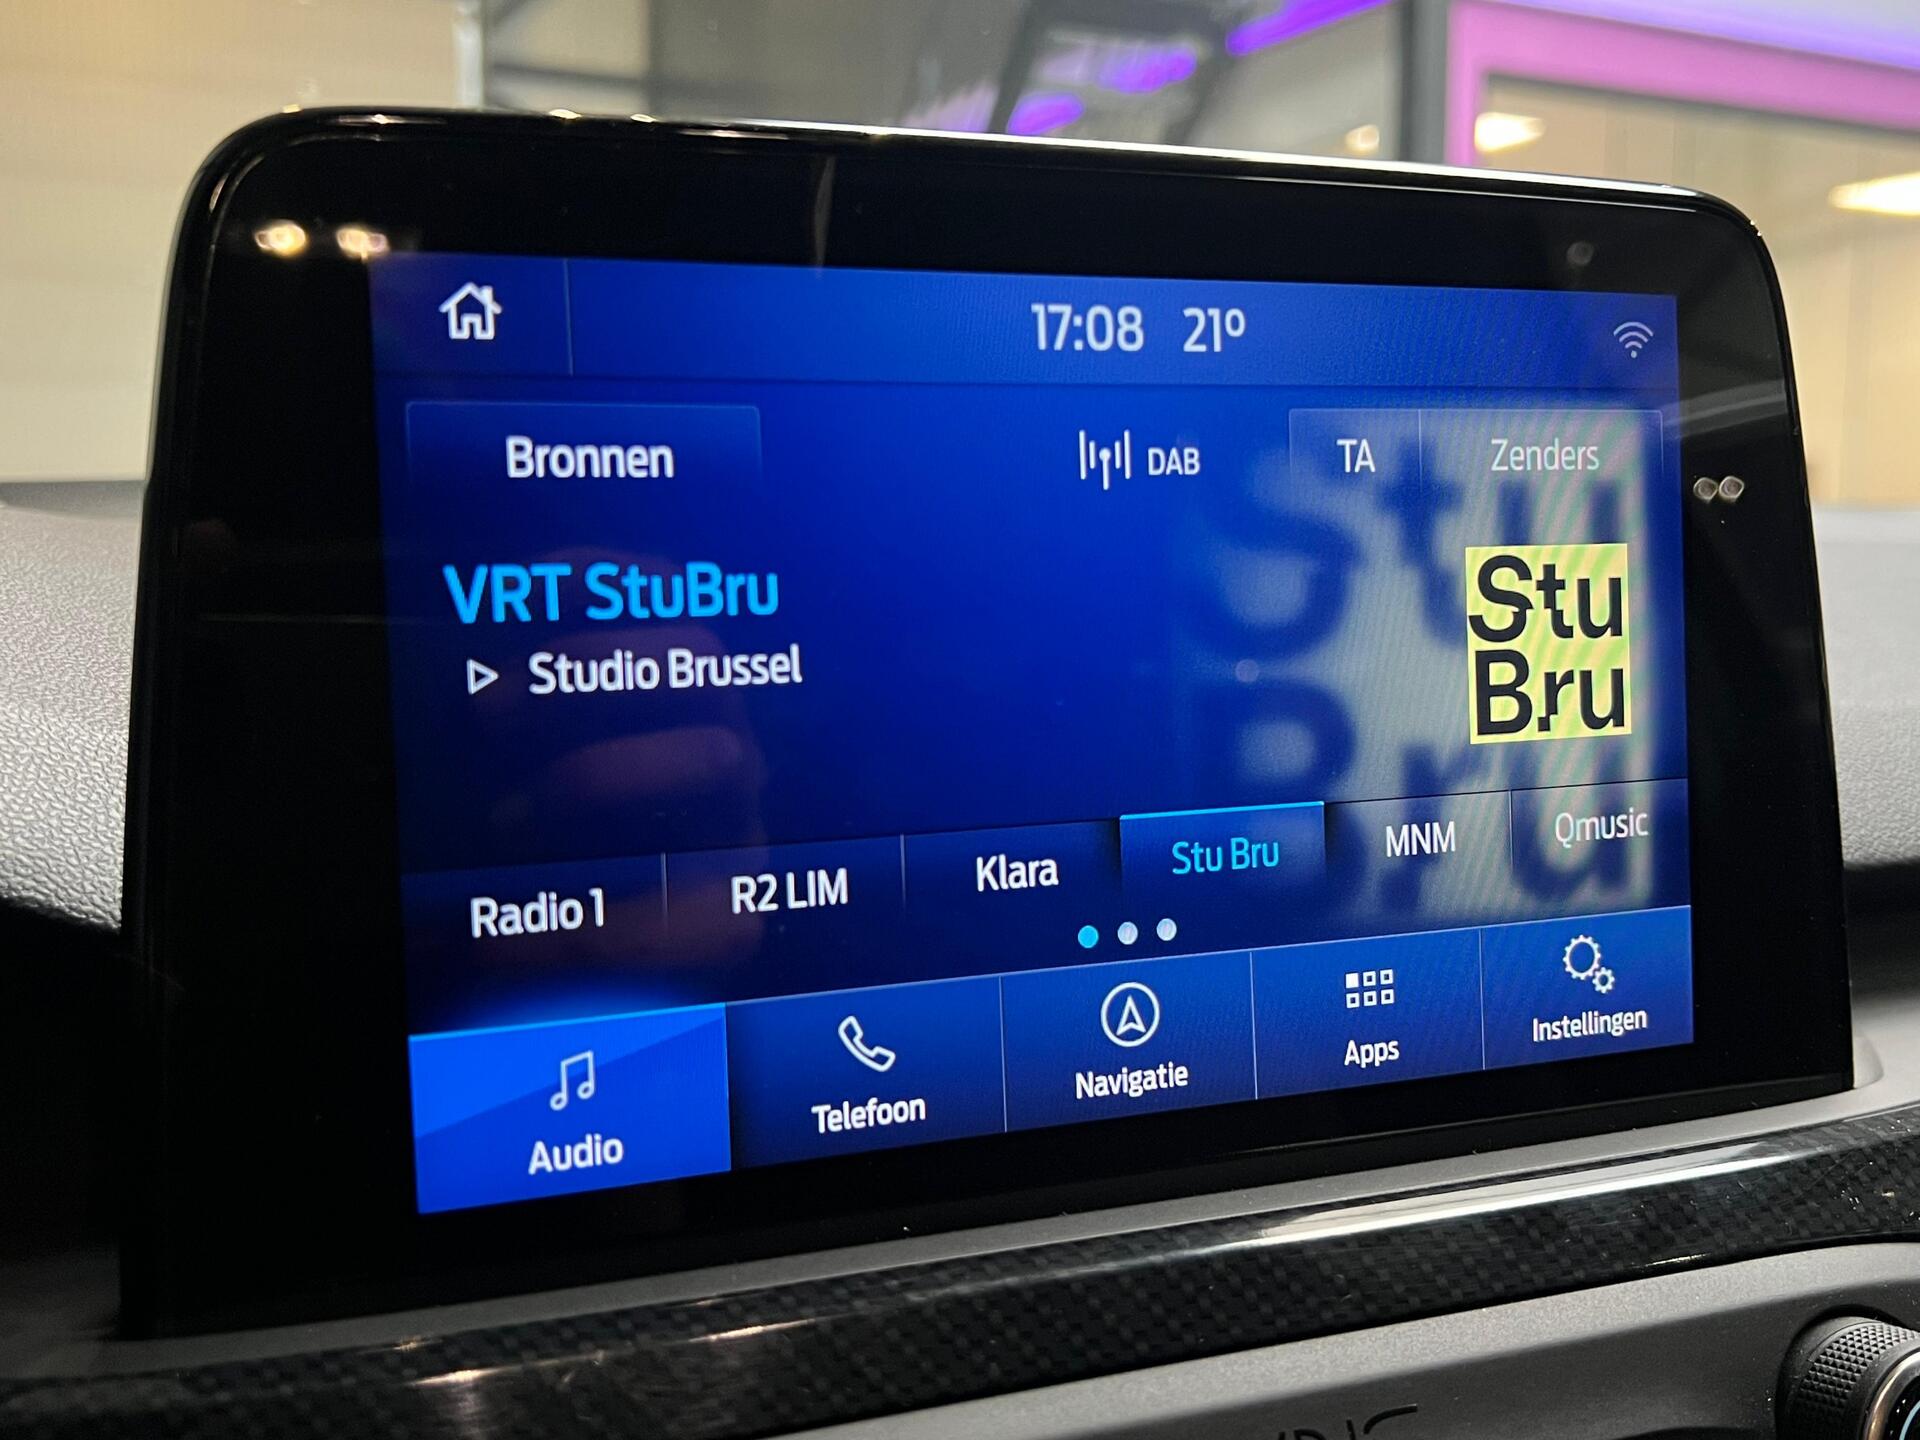 17:08 21°
Bronnen DAB TA Zenders
VRT StuBru
Studio Brussel
Stu
Bru
Radio 1 R2 LIM Klara Stu Bru MNM Qmusic
Audio Telefoon Navigatie Apps Instellingen